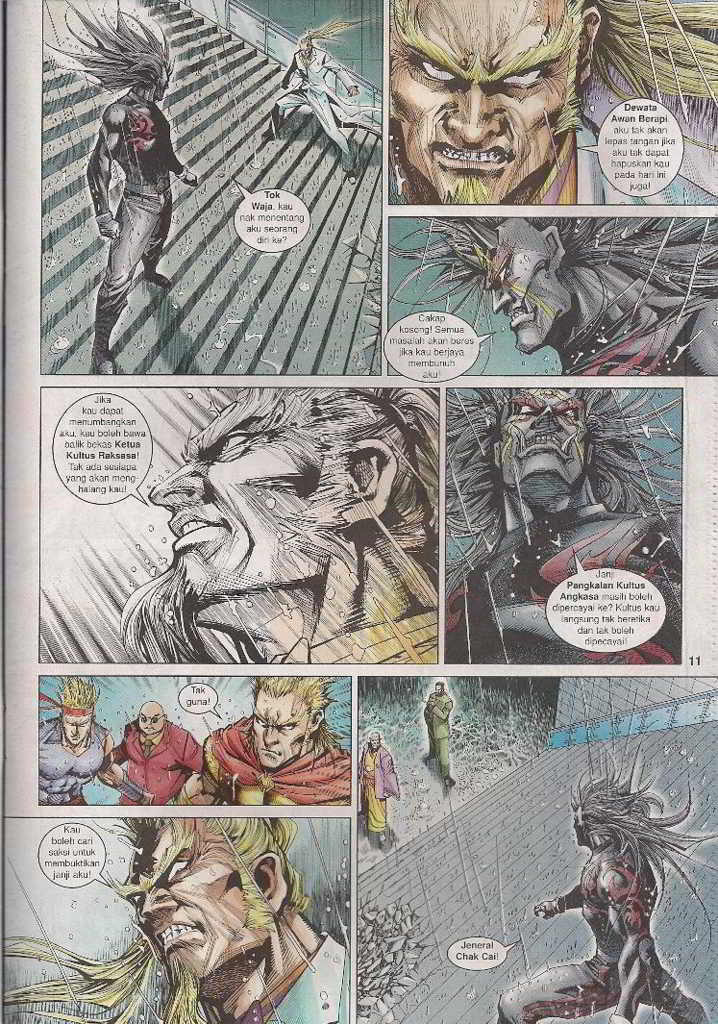 Tok
Waja, kau
nak menentang
aku seorang
diri ke?
Dewata
Awan Berapi,
aku tak akan
lepas tangan jika
aku tak dapat
hapuskan kau
pada hari ini
juga!
Cakap
kosong! Semua
masalah akan beres
jika kau berjaya
membunuh
aku!
Jika
kau dapat
menumbangkan
aku, kau boleh bawa
balik bekas Ketua
Kultus Raksasa!
Tak ada sesiapa
yang akan meng-
halang kau!
Janji
Pangkalan Kultus
Angkasa masih boleh
dipercayai ke? Kultus kau
langsung tak beretika
dan tak boleh
dipecayai!
11
Tak
guna!
Kau
boleh cari
saksi untuk
membuktikan
janji aku!
Jeneral
Chak Cai!